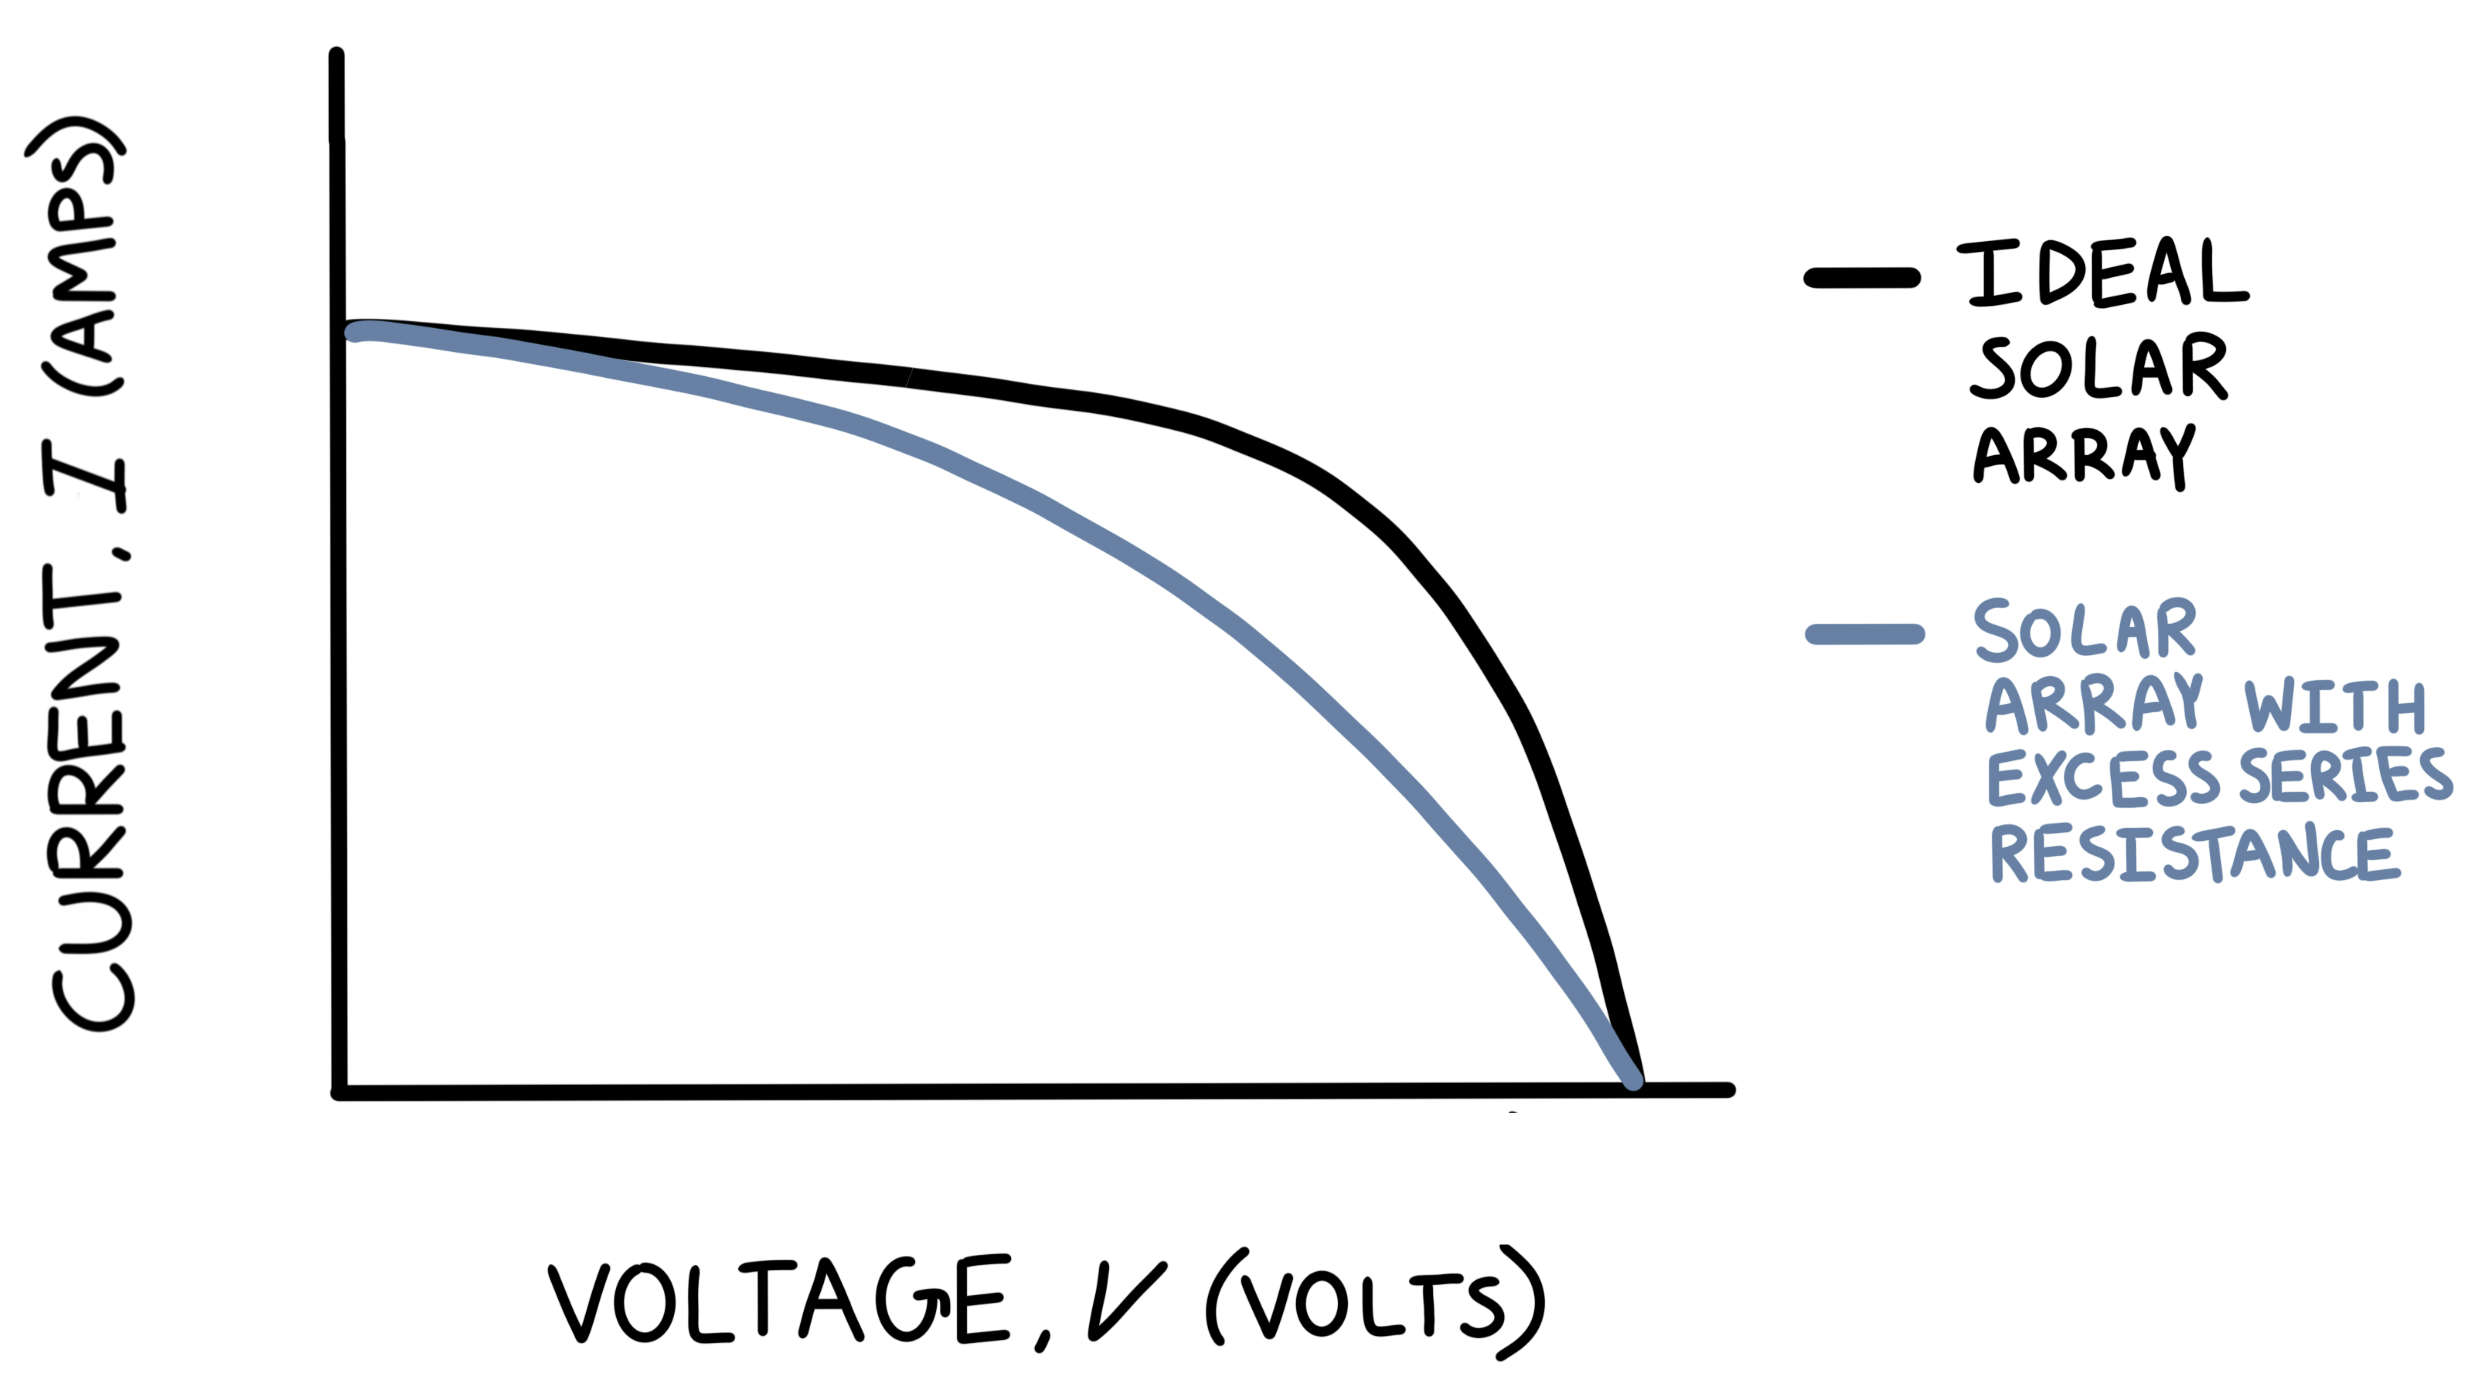 CURRENT, I (AMPS)
IDEAL
SOLAR
ARRAY
SOLAR
ARRAY WITH
EXCESS SERIES
RESISTANCE
VOLTAGE, V (VOLTS)